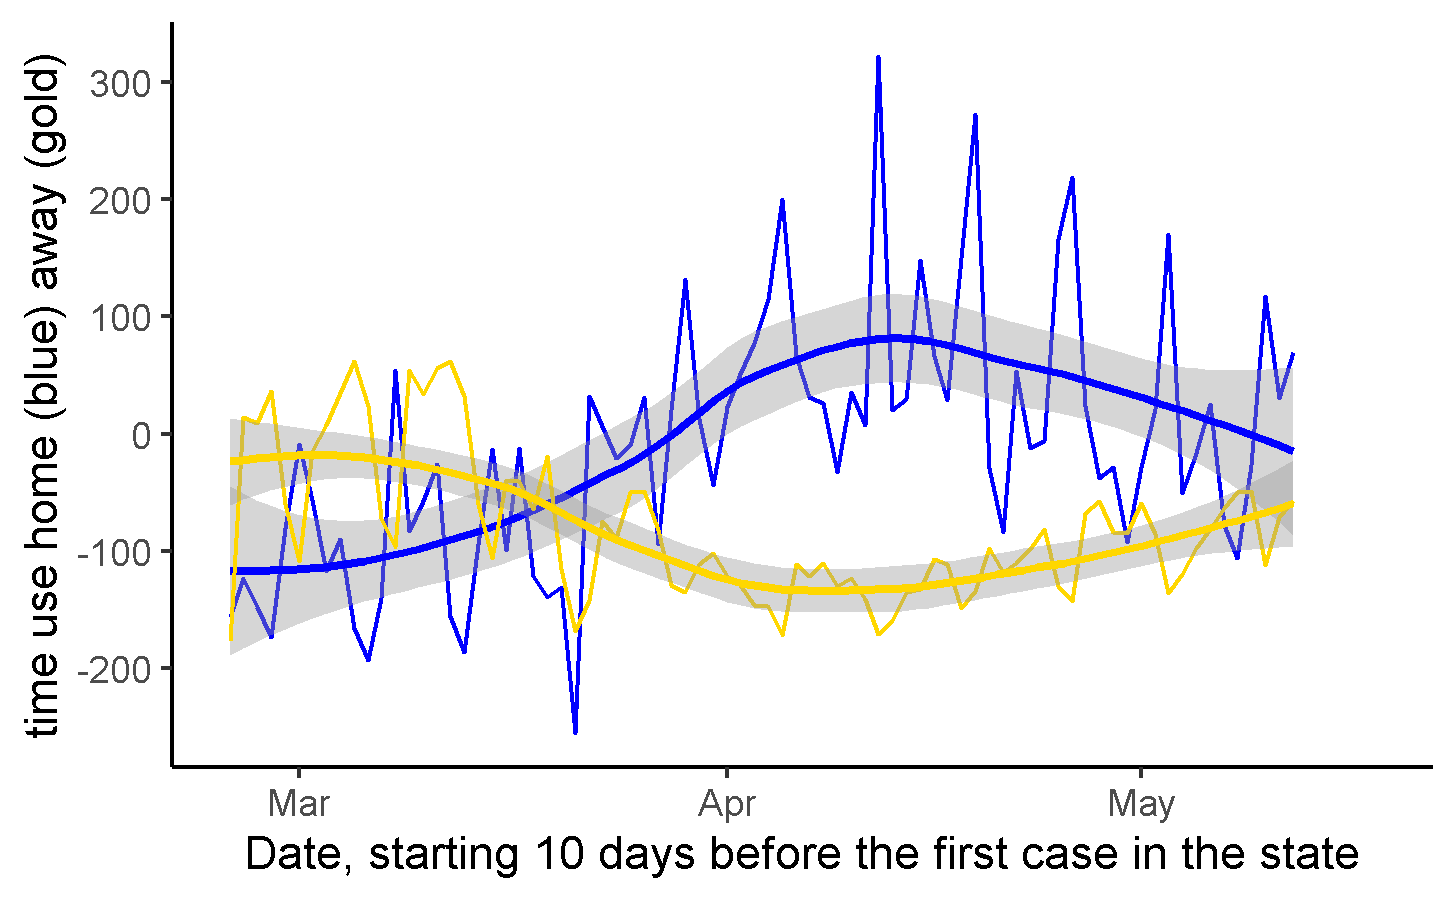 time use home (blue) away (gold)
300
200
100
0
-100
-200
Mar Apr May
Date, starting 10 days before the first case in the state